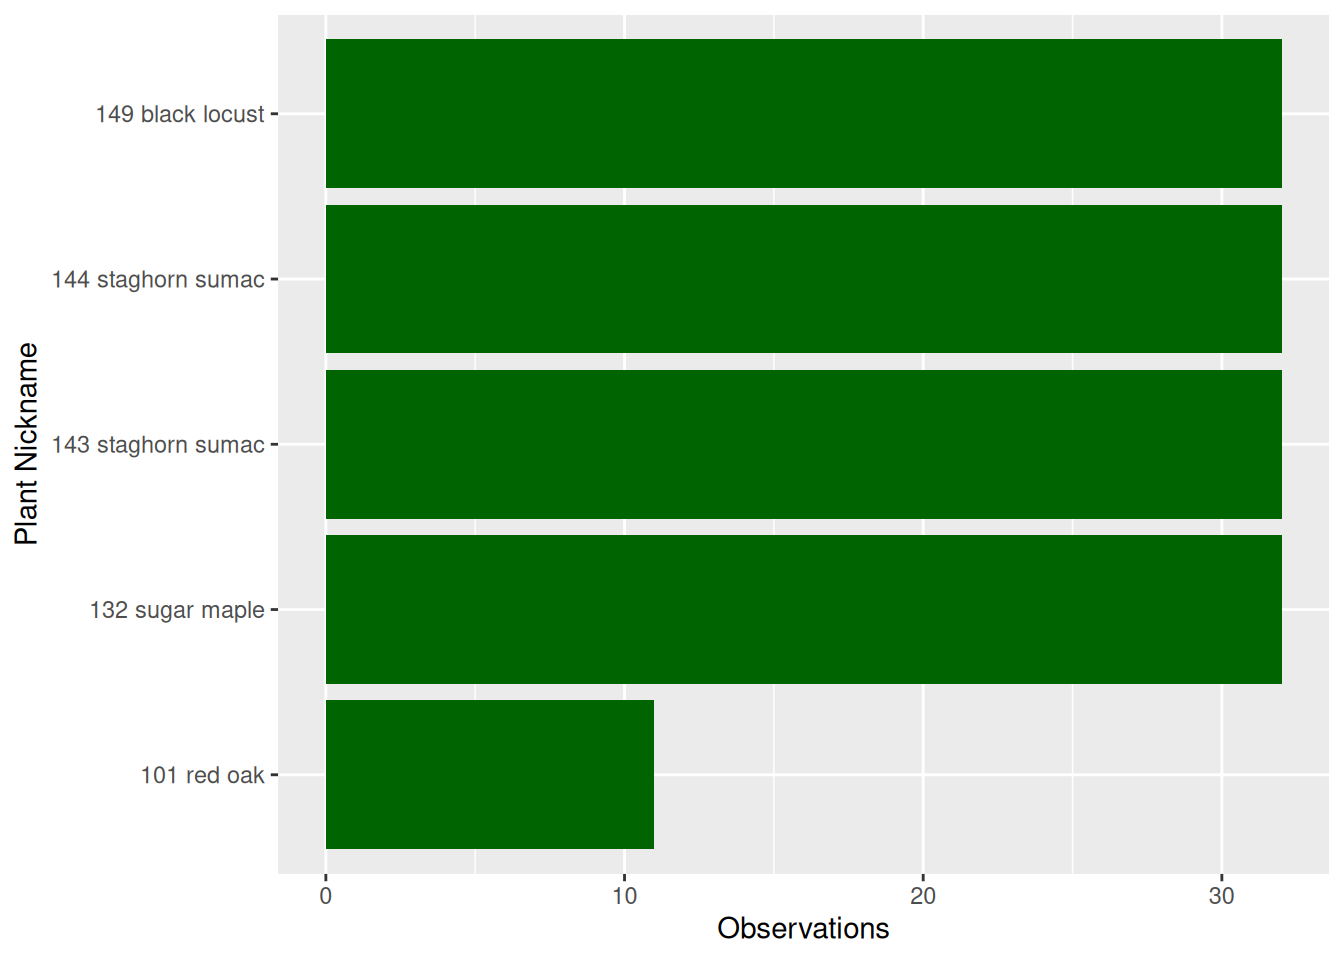 149 black locust
144 staghorn sumac
143 staghorn sumac
132 sugar maple
101 red oak
Plant Nickname
0 10 20 30
Observations